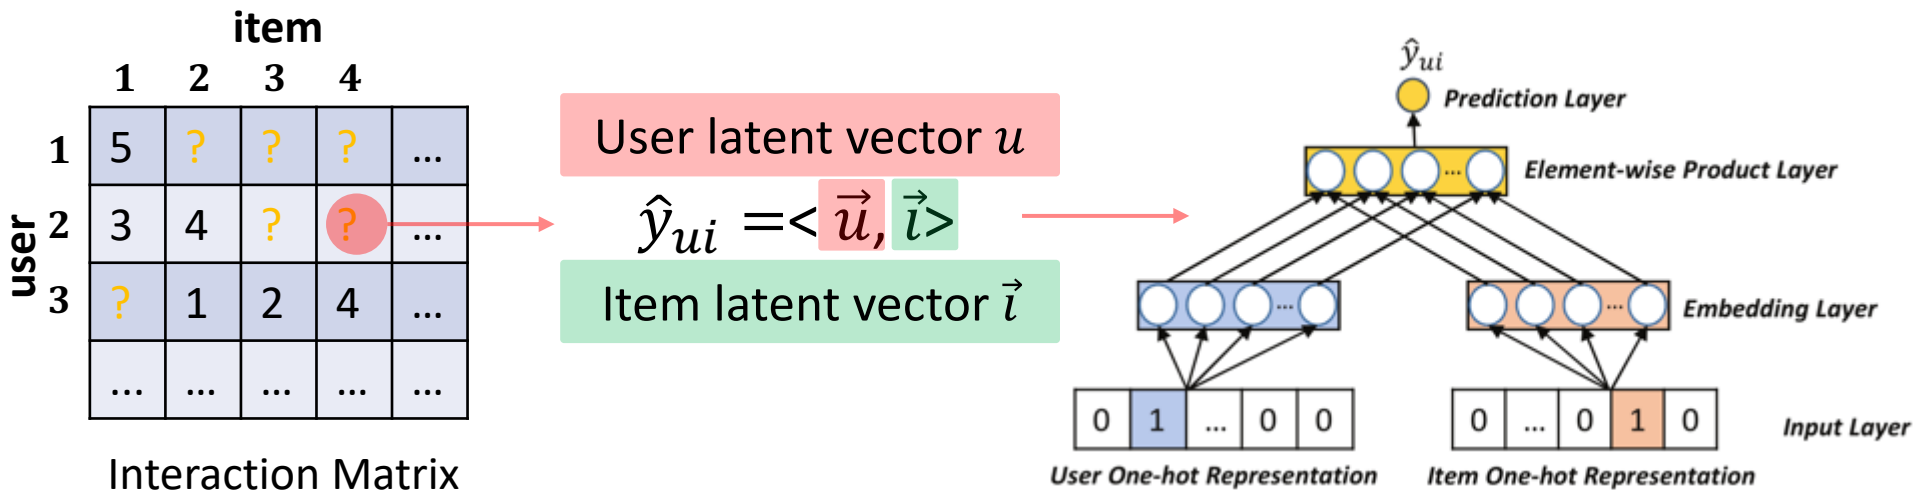 item
1 2 3 4
user
1 5 ? ? ? ...
2 3 4 ? ? ...
3 ? 1 2 4 ...
... ... ... ... ...
Interaction Matrix
User latent vector u
ŷ_ui =<u⃗, i⃗>
Item latent vector i⃗
ŷ_ui
Prediction Layer
... Element-wise Product Layer
... ... Embedding Layer
0 1 ... 0 0 0 ... 0 1 0 Input Layer
User One-hot Representation Item One-hot Representation